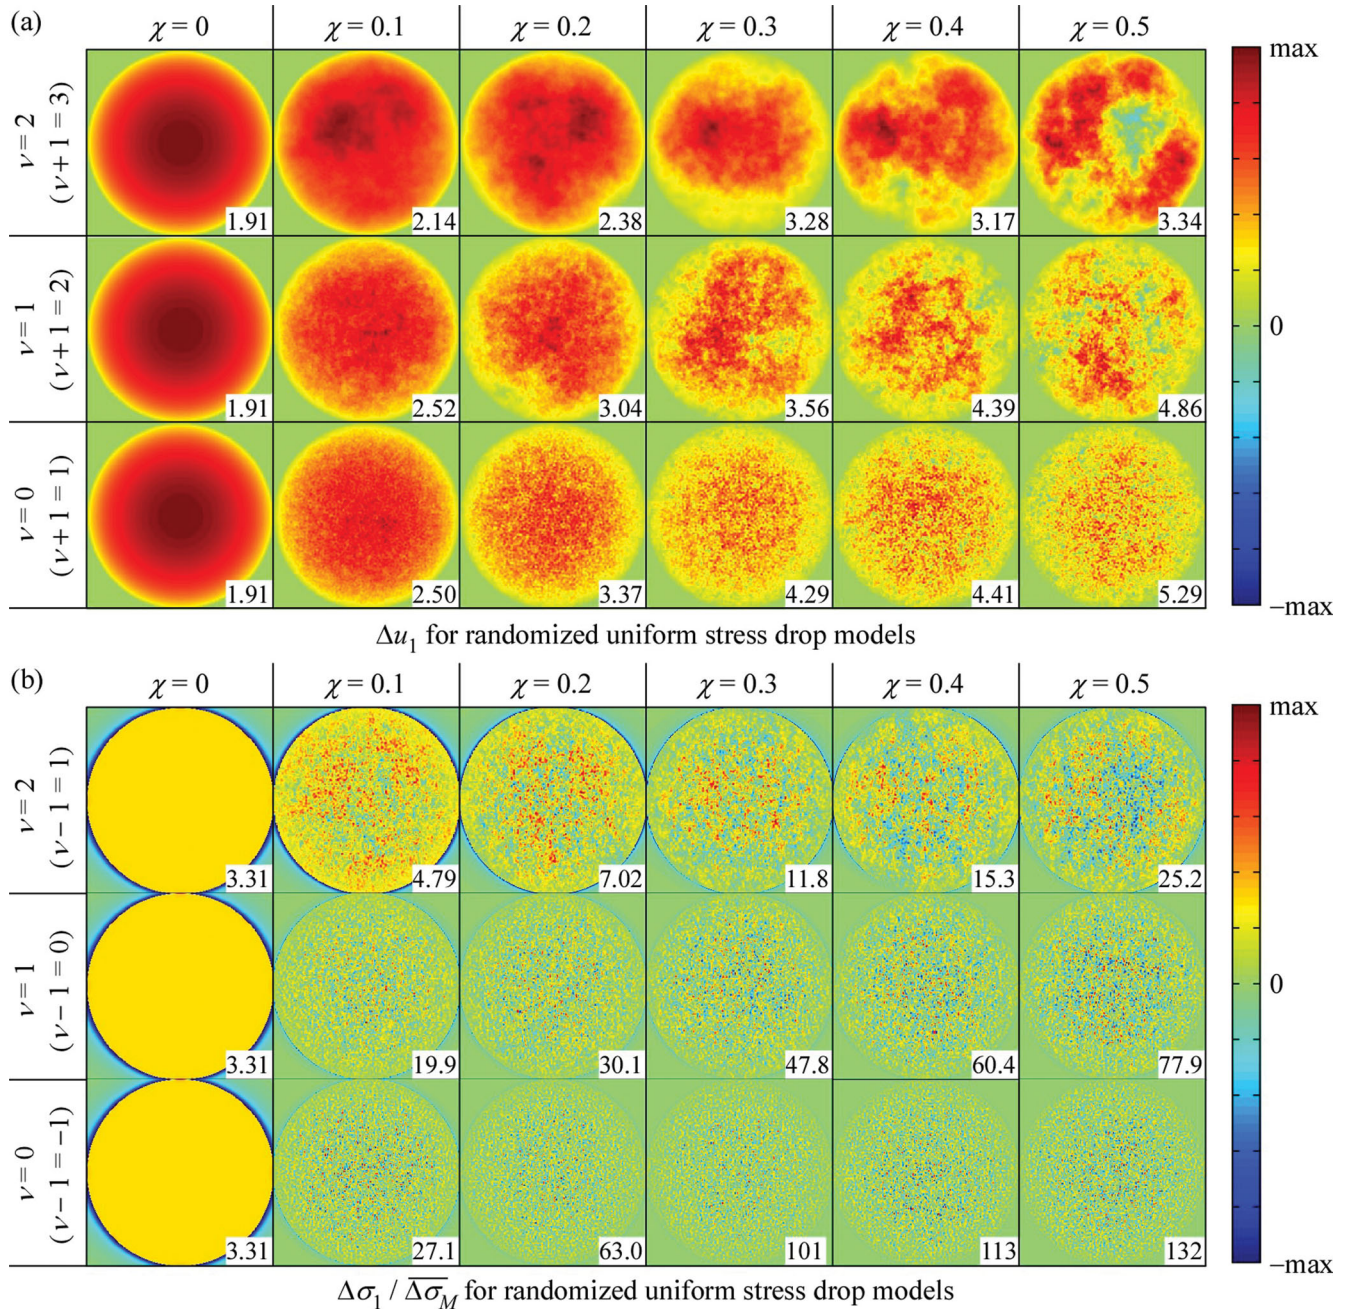 (a) χ = 0 χ = 0.1 χ = 0.2 χ = 0.3 χ = 0.4 χ = 0.5
max
ν = 2
(ν + 1 = 3)
1.91 2.14 2.38 3.28 3.17 3.34
ν = 1
(ν + 1 = 2)
0
1.91 2.52 3.04 3.56 4.39 4.86
ν = 0
(ν + 1 = 1)
1.91 2.50 3.37 4.29 4.41 5.29
−max
Δu₁ for randomized uniform stress drop models
(b) χ = 0 χ = 0.1 χ = 0.2 χ = 0.3 χ = 0.4 χ = 0.5
max
ν = 2
(ν − 1 = 1)
3.31 4.79 7.02 11.8 15.3 25.2
ν = 1
(ν − 1 = 0)
0
3.31 19.9 30.1 47.8 60.4 77.9
ν = 0
(ν − 1 = −1)
3.31 27.1 63.0 101 113 132
−max
Δσ₁ / Δσ_M̅ for randomized uniform stress drop models